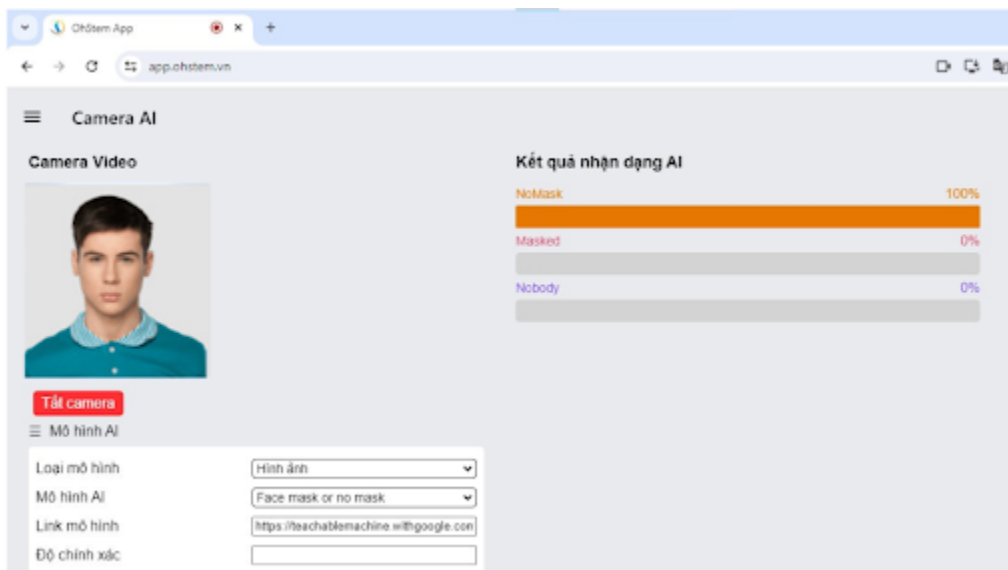 OhStem App
app.ohstem.vn
Camera AI
Camera Video
Kết quả nhận dạng AI
NoMask 100%
Masked 0%
Nobody 0%
Tắt camera
Mô hình AI
Loại mô hình Hình ảnh
Mô hình AI Face mask or no mask
Link mô hình https://teachablemachine.withgoogle.con
Độ chính xác